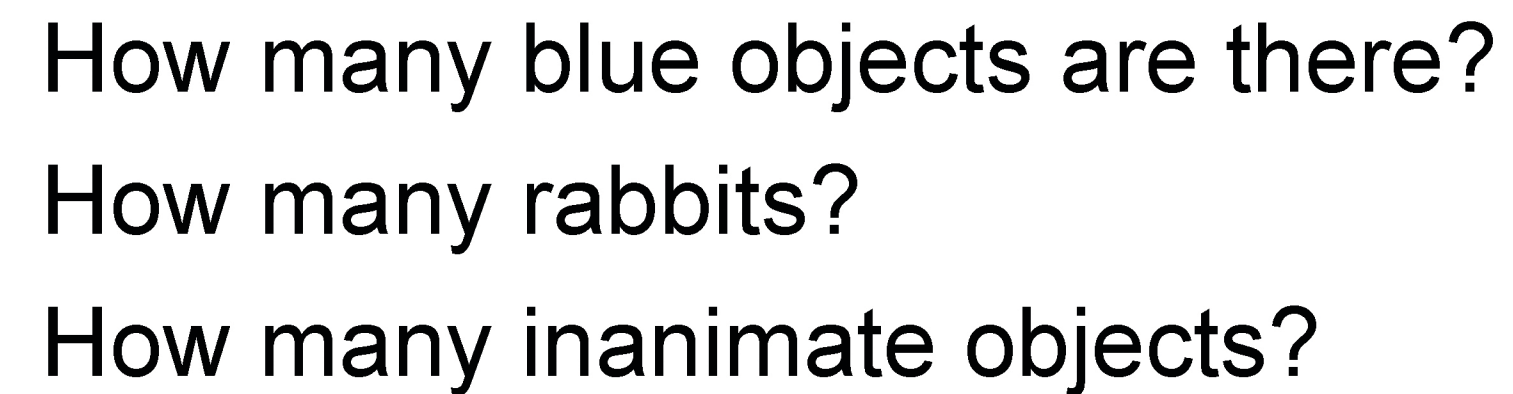 How many blue objects are there?
How many rabbits?
How many inanimate objects?